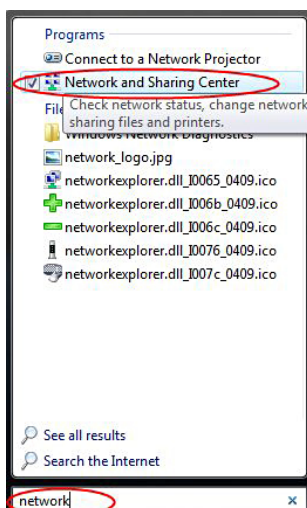 Programs
Connect to a Network Projector
Network and Sharing Center
Check network status, change network
sharing files and printers.
Windows Network Diagnostics
network_logo.jpg
networkexplorer.dll_I0065_0409.ico
networkexplorer.dll_I006b_0409.ico
networkexplorer.dll_I006c_0409.ico
networkexplorer.dll_I0076_0409.ico
networkexplorer.dll_I007c_0409.ico
See all results
Search the Internet
network